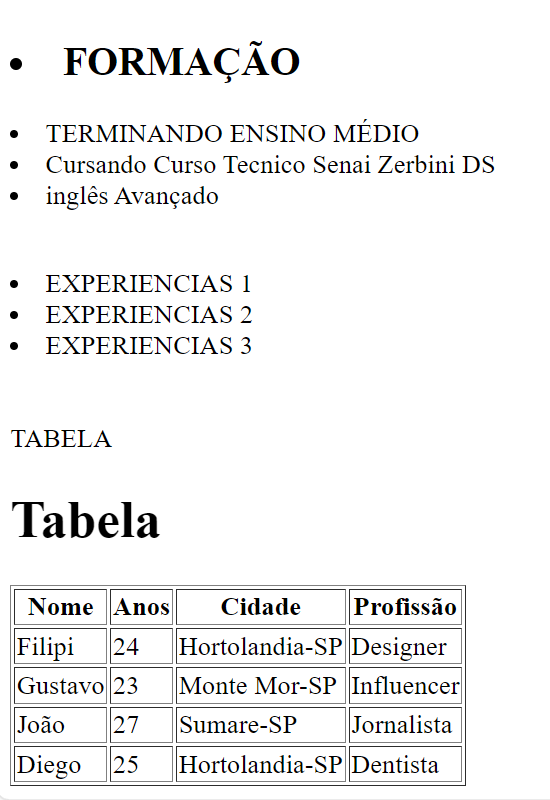 FORMAÇÃO
TERMINANDO ENSINO MÉDIO
Cursando Curso Tecnico Senai Zerbini DS
inglês Avançado
EXPERIENCIAS 1
EXPERIENCIAS 2
EXPERIENCIAS 3
TABELA
Tabela
Nome Anos Cidade Profissão
Filipi 24 Hortolandia-SP Designer
Gustavo 23 Monte Mor-SP Influencer
João 27 Sumare-SP Jornalista
Diego 25 Hortolandia-SP Dentista